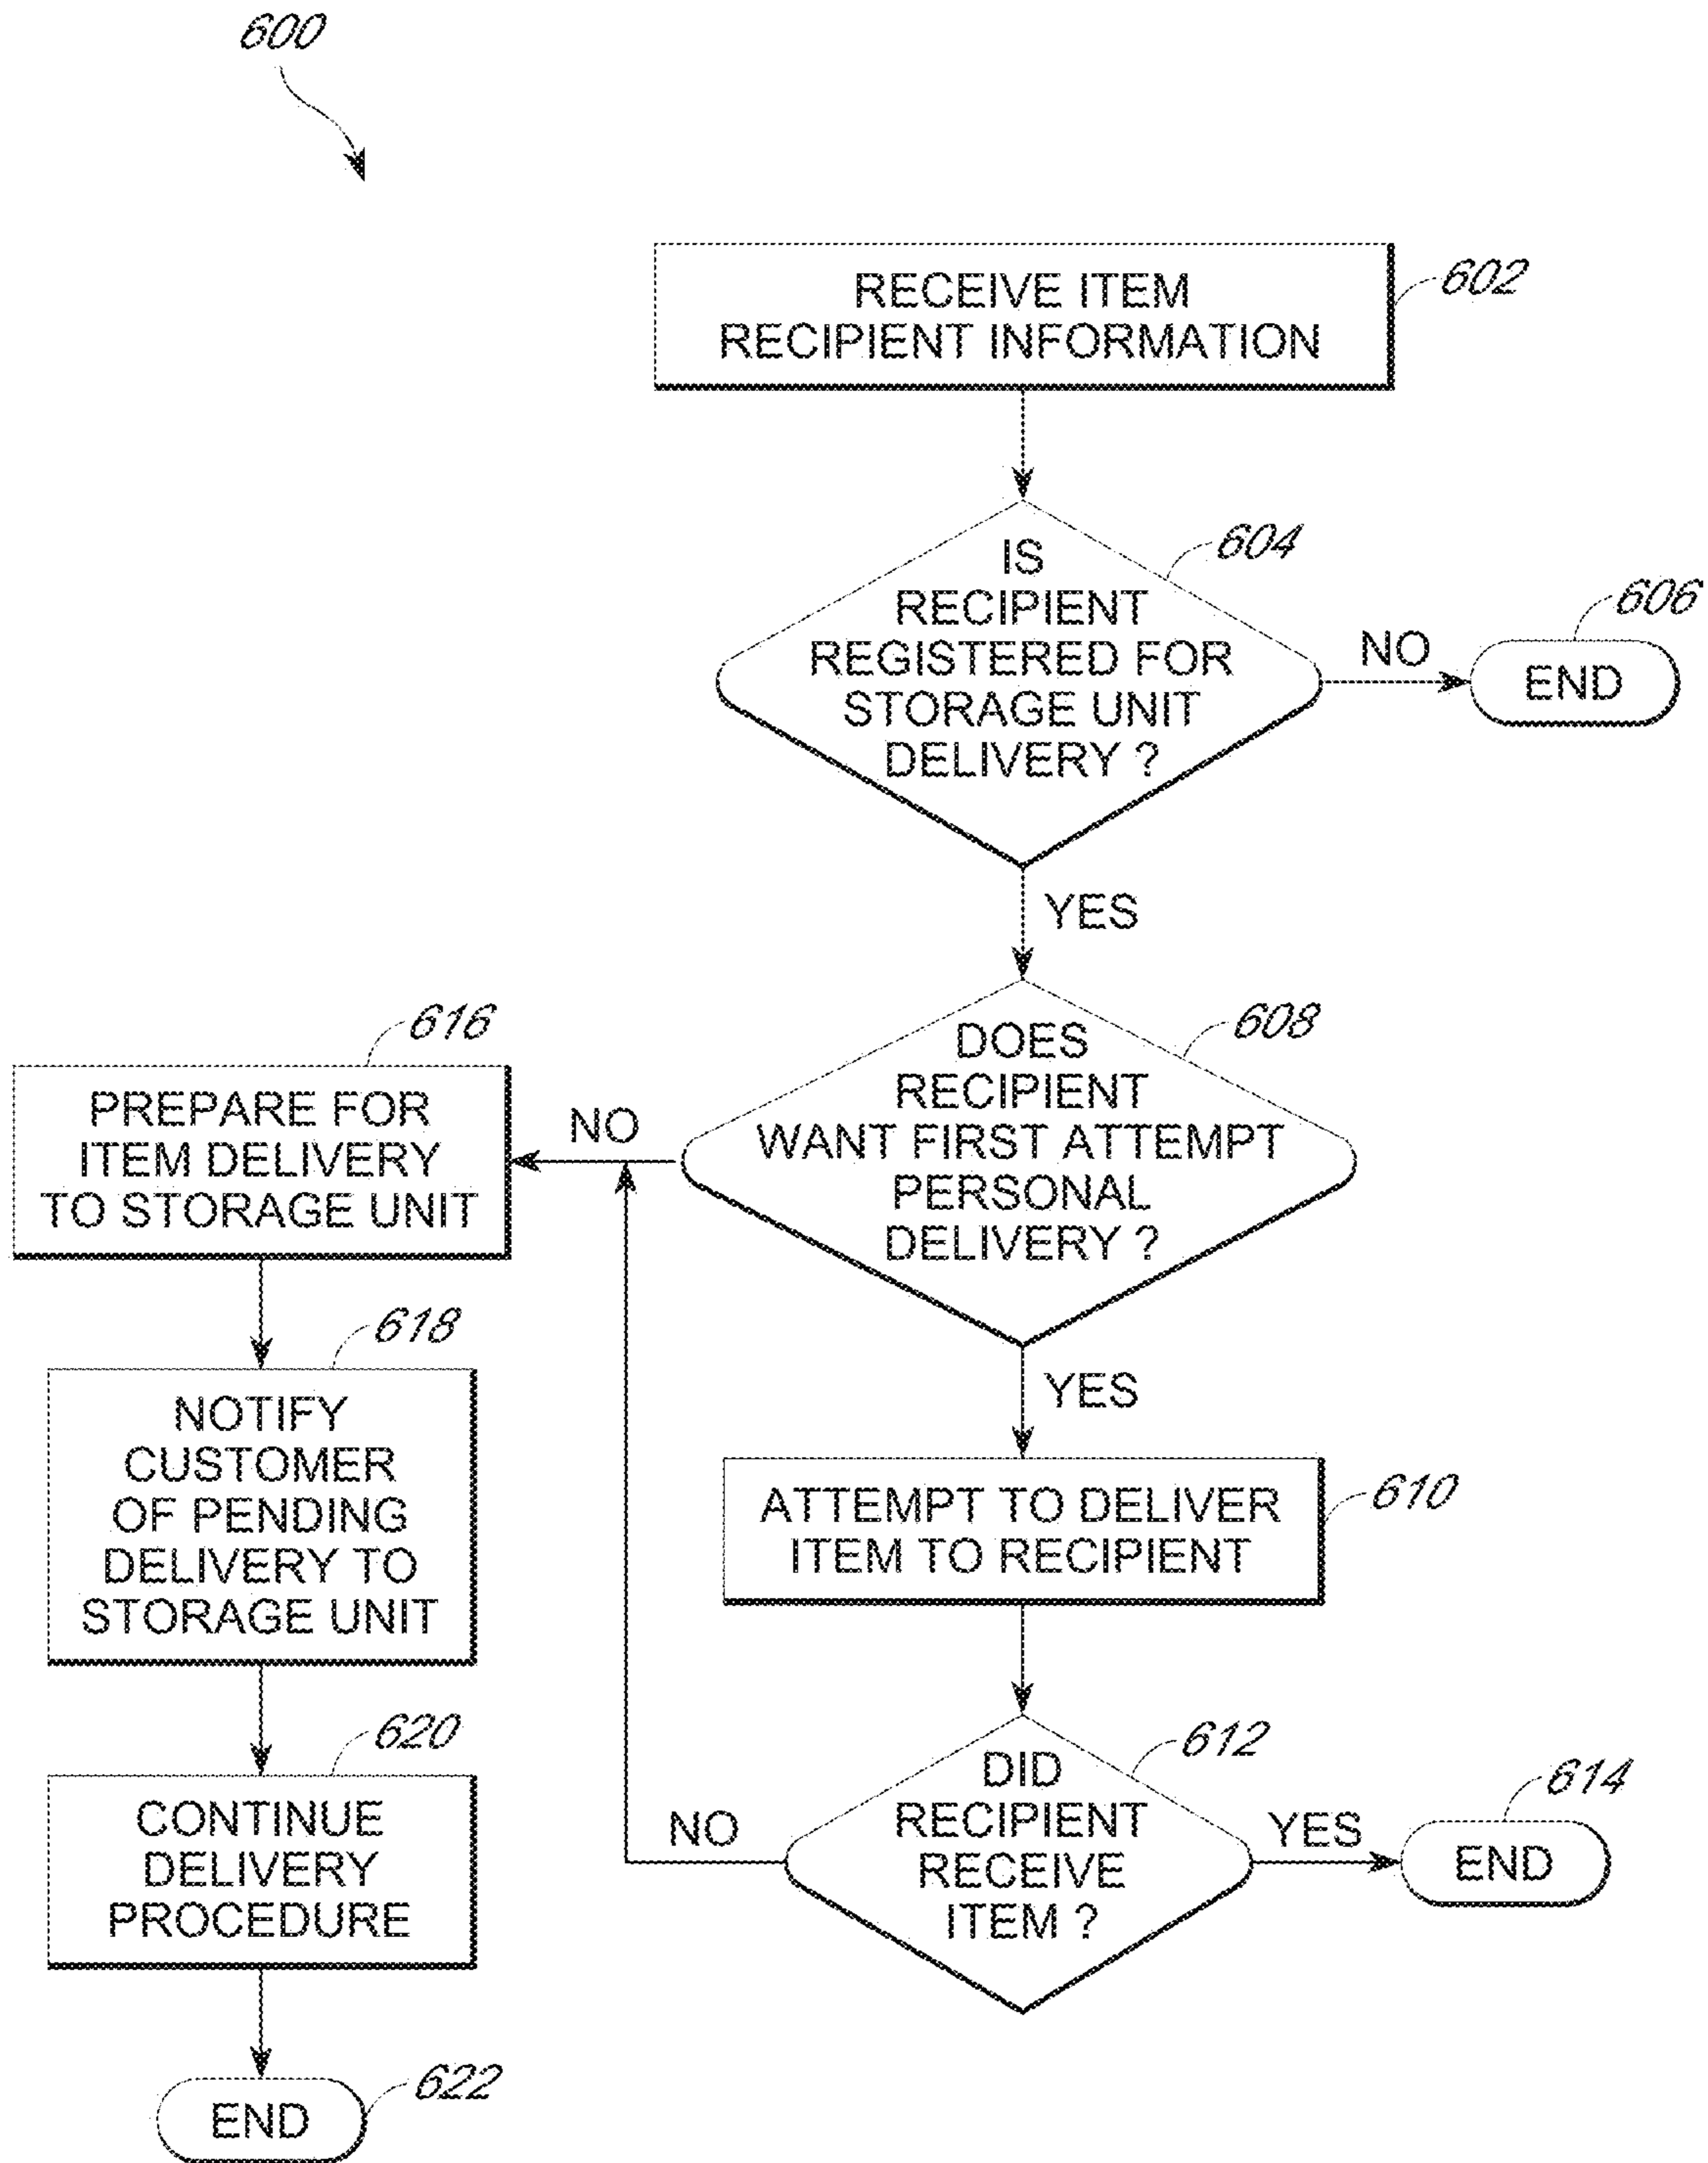 600
RECEIVE ITEM
RECIPIENT INFORMATION
602
IS
RECIPIENT
REGISTERED FOR
STORAGE UNIT
DELIVERY ?
604
NO
606
END
YES
DOES
RECIPIENT
WANT FIRST ATTEMPT
PERSONAL
DELIVERY ?
608
NO
616
PREPARE FOR
ITEM DELIVERY
TO STORAGE UNIT
618
NOTIFY
CUSTOMER
OF PENDING
DELIVERY TO
STORAGE UNIT
620
CONTINUE
DELIVERY
PROCEDURE
END
622
YES
ATTEMPT TO DELIVER
ITEM TO RECIPIENT
610
DID
RECIPIENT
RECEIVE
ITEM ?
612
NO
YES
614
END